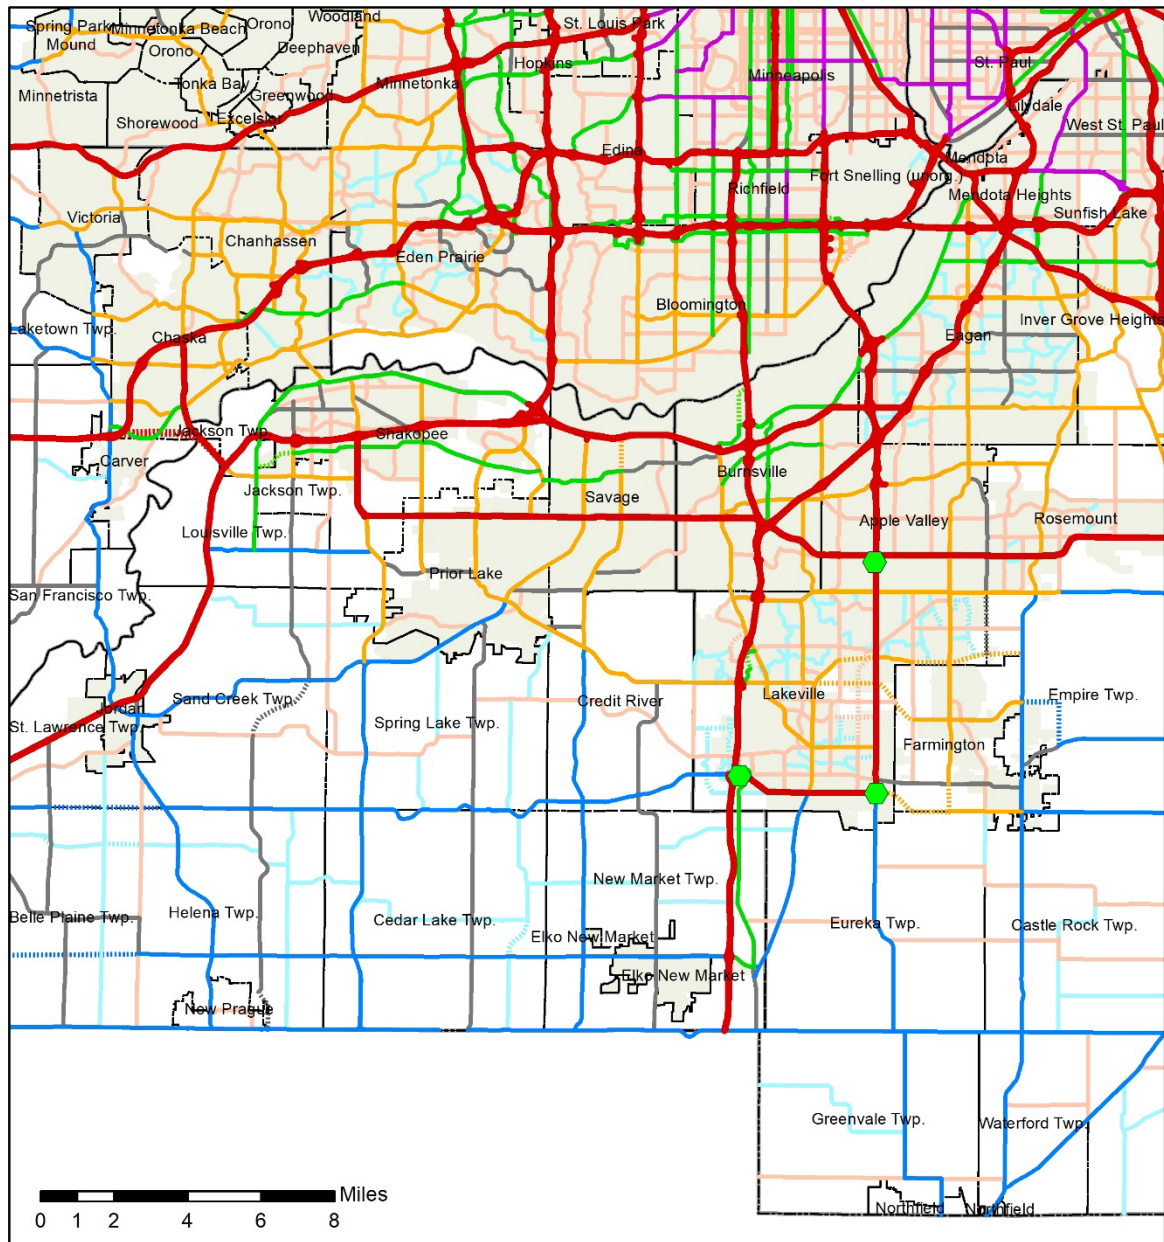 Woodland
Spring Park
Minnetonka Beach
Orono
St. Louis Park
Mound
Orono
Deephaven
Hopkins
St. Paul
Minnetrista
Tonka Bay
Greenwood
Minnetonka
Minneapolis
Shorewood
Excelsior
Lilydale
West St. Paul
Edina
Mendota
Richfield
Fort Snelling (unorg.)
Mendota Heights
Victoria
Sunfish Lake
Chanhassen
Eden Prairie
Bloomington
Laketown Twp.
Chaska
Eagan
Inver Grove Heights
Jackson Twp.
Shakopee
Carver
Burnsville
Jackson Twp.
Savage
Apple Valley
Rosemount
Louisville Twp.
Prior Lake
San Francisco Twp.
Sand Creek Twp.
Credit River
Lakeville
Empire Twp.
Jordan
St. Lawrence Twp.
Spring Lake Twp.
Farmington
New Market Twp.
Belle Plaine Twp.
Helena Twp.
Cedar Lake Twp.
Eureka Twp.
Castle Rock Twp.
Elko New Market
Elko New Market
New Prague
Greenvale Twp.
Waterford Twp.
Miles
0 1 2 4 6 8
Northfield
Northfield